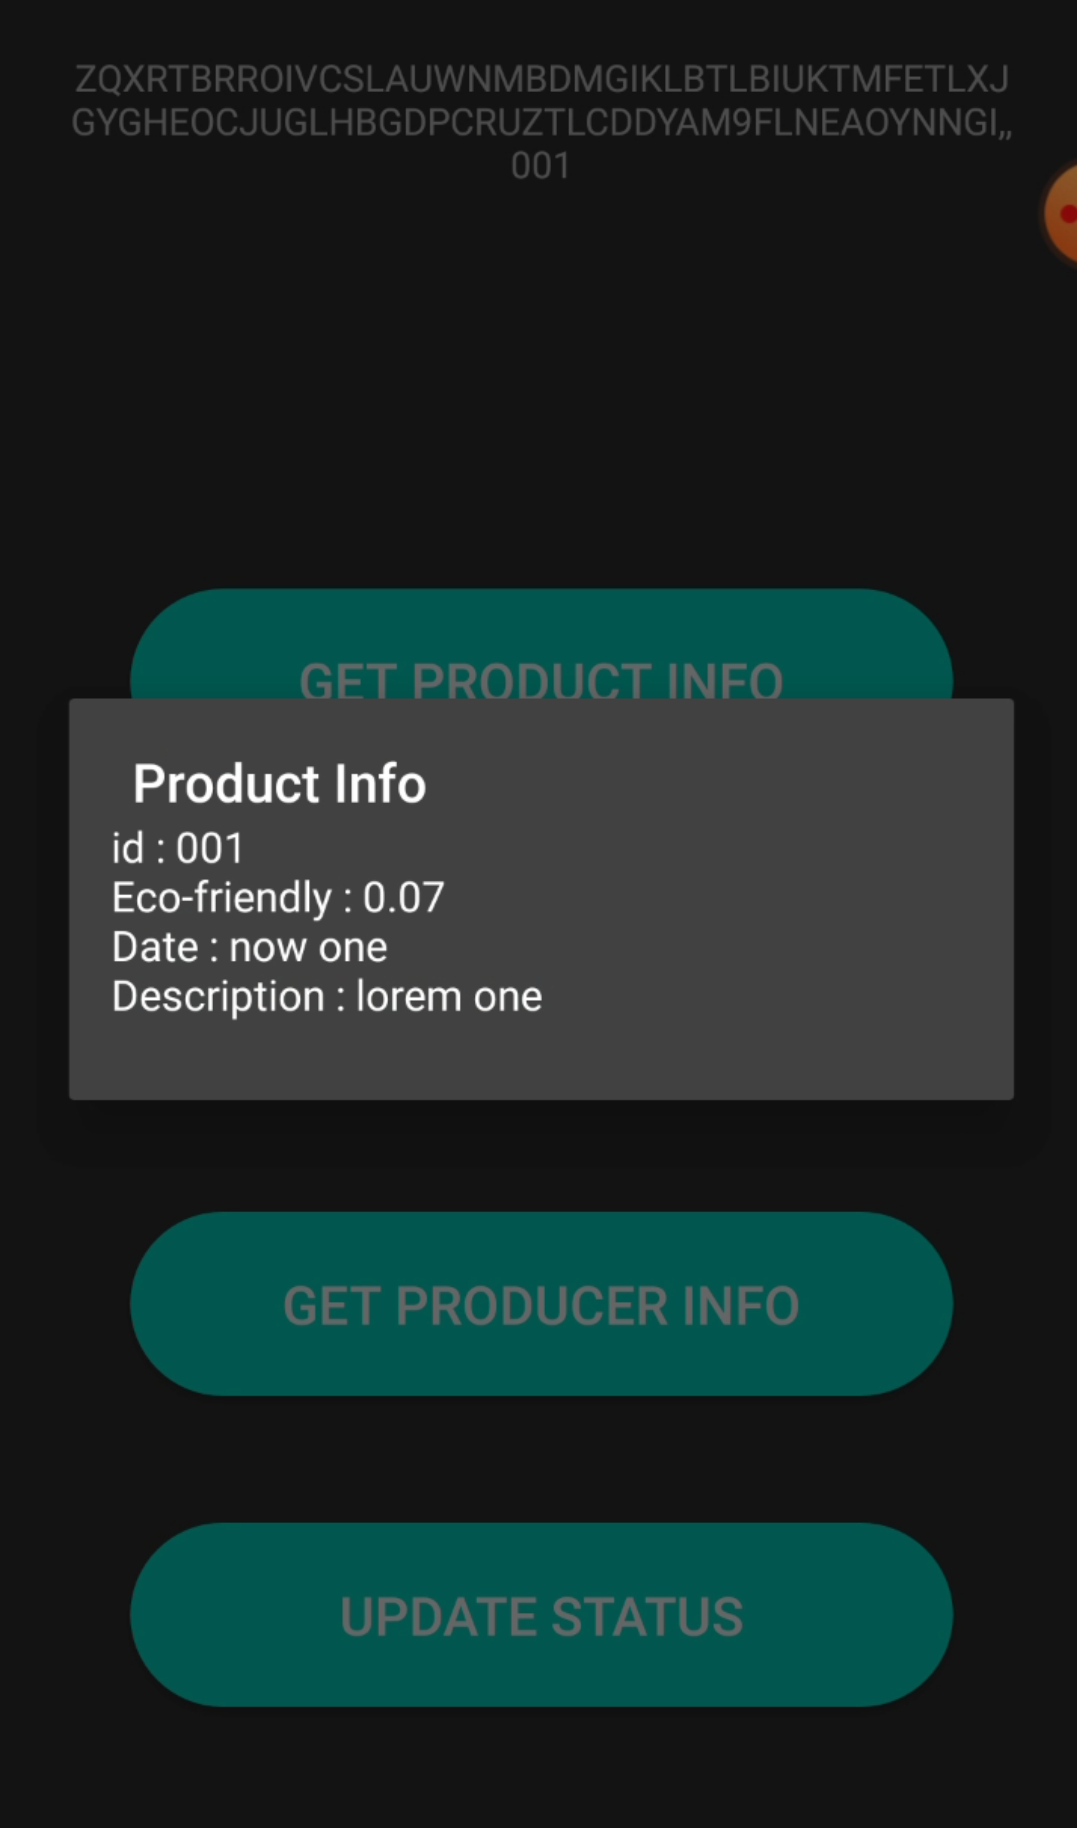 ZQXRTBRROIVCSLAUWNMBDMGIKLBTLBIUKTMFETLXJ
GYGHEOCJUGLHBGDPCRUZTLCDDYAM9FLNEAOYNNGI,,
001
GET PRODUCT INFO
Product Info
id : 001
Eco-friendly : 0.07
Date : now one
Description : lorem one
GET PRODUCER INFO
UPDATE STATUS